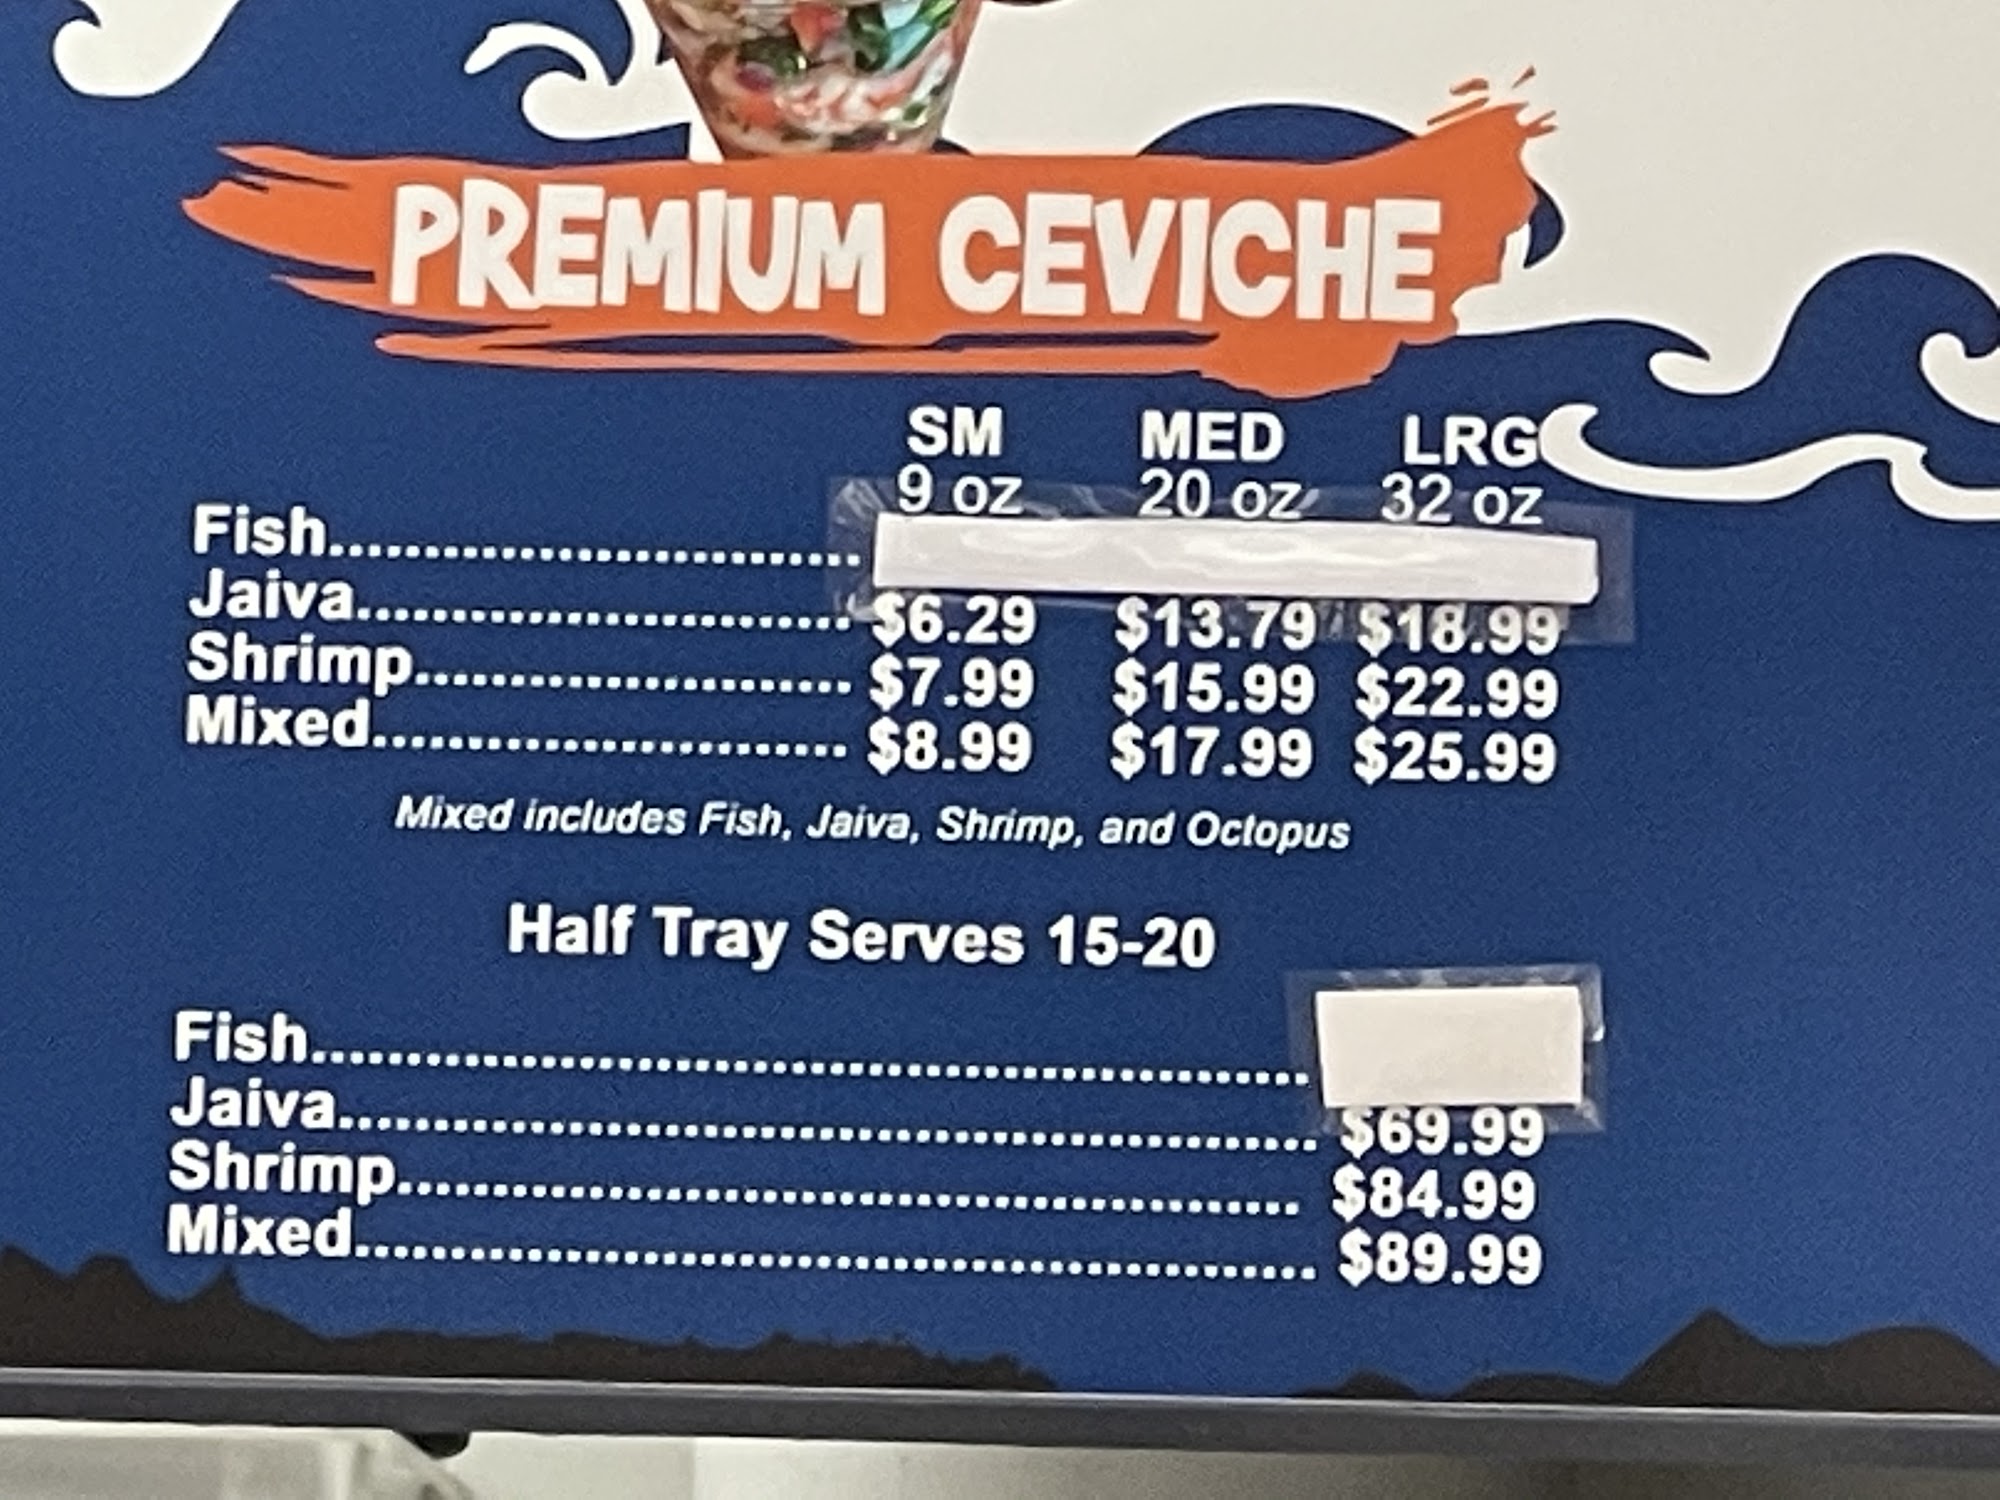 PREMIUM CEVICHE
SM MED LRG
9 oz 20 oz 32 oz
Fish............................
Jaiva.......................... $6.29 $13.79 $18.99
Shrimp....................... $7.99 $15.99 $22.99
Mixed......................... $8.99 $17.99 $25.99
Mixed includes Fish, Jaiva, Shrimp, and Octopus
Half Tray Serves 15-20
Fish.....................................................
Jaiva.................................................... $69.99
Shrimp................................................ $84.99
Mixed................................................... $89.99